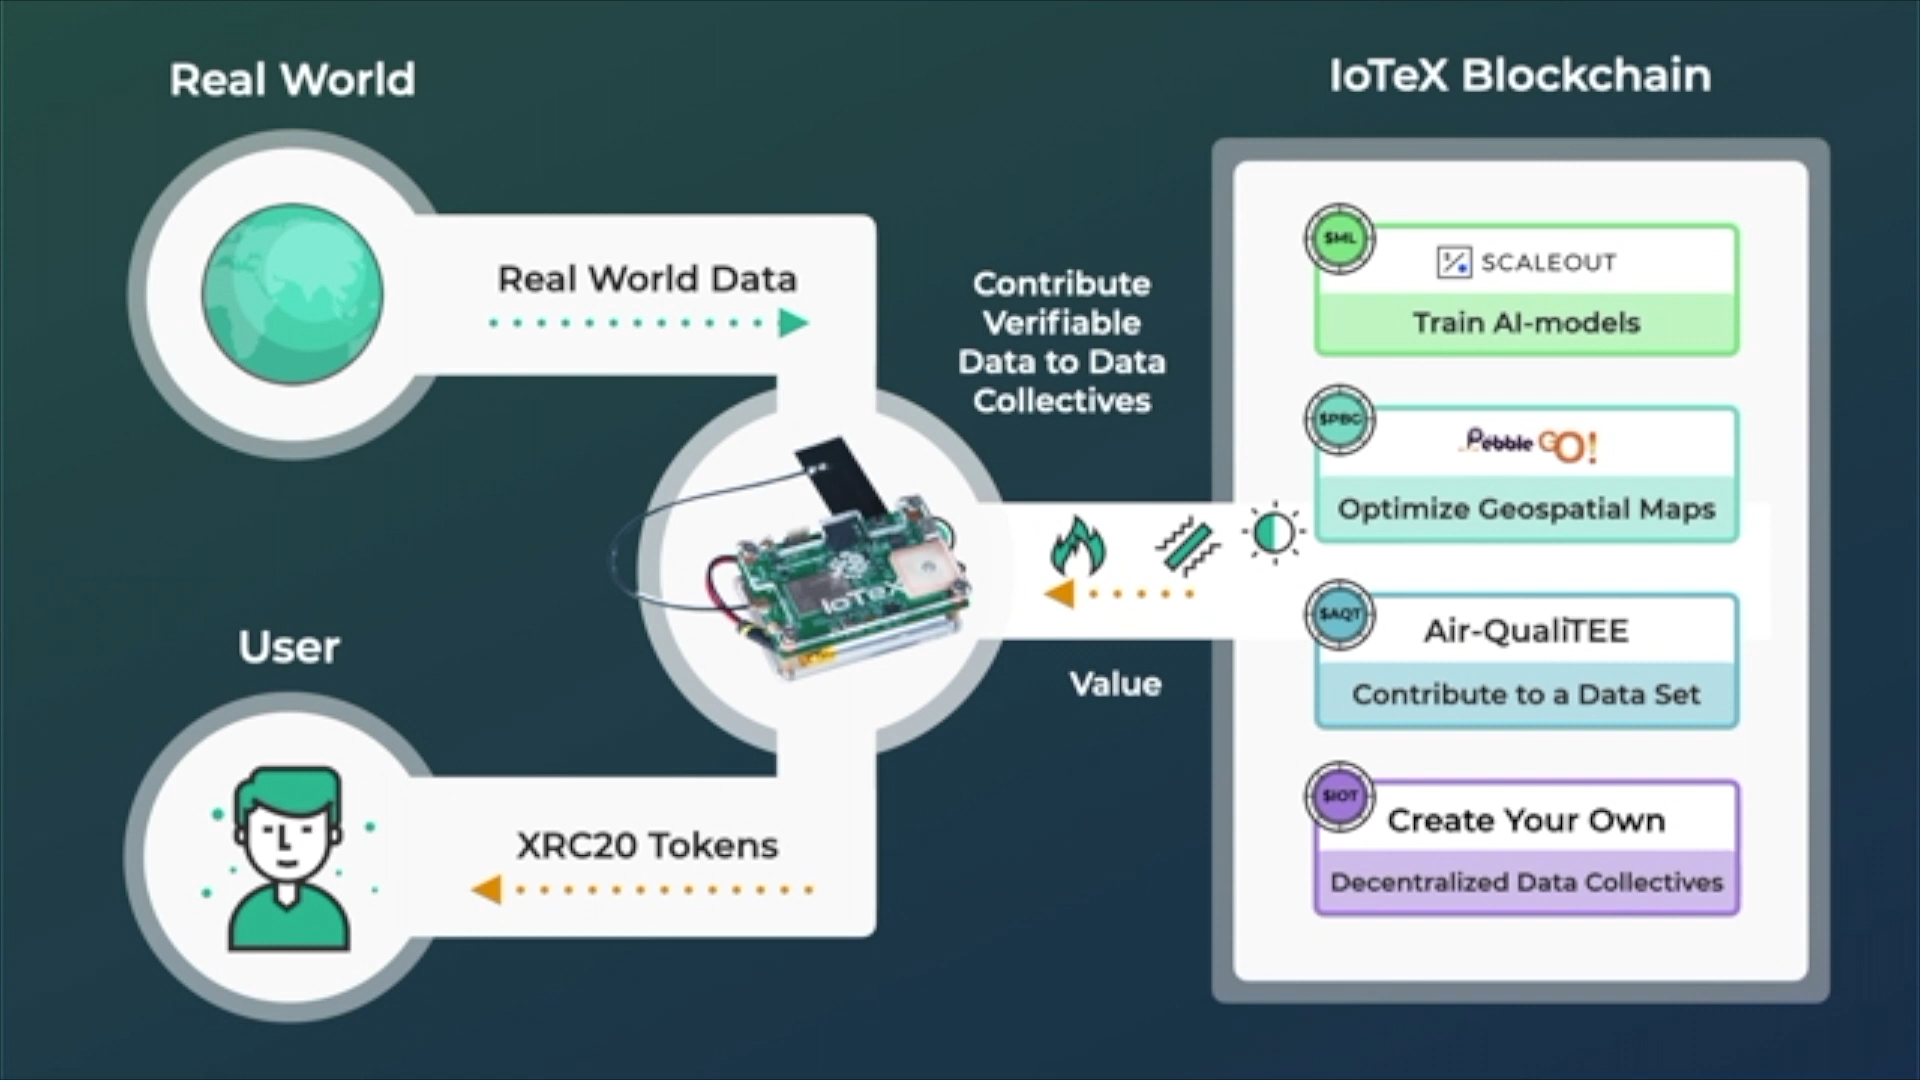 Real World
IoTeX Blockchain
Real World Data
Contribute
Verifiable
Data to Data
Collectives
$ML
SCALEOUT
Train AI-models
$PBG
Pebble GO!
Optimize Geospatial Maps
IoTeX
Value
$AQT
Air-QualiTEE
Contribute to a Data Set
User
XRC20 Tokens
$IOT
Create Your Own
Decentralized Data Collectives